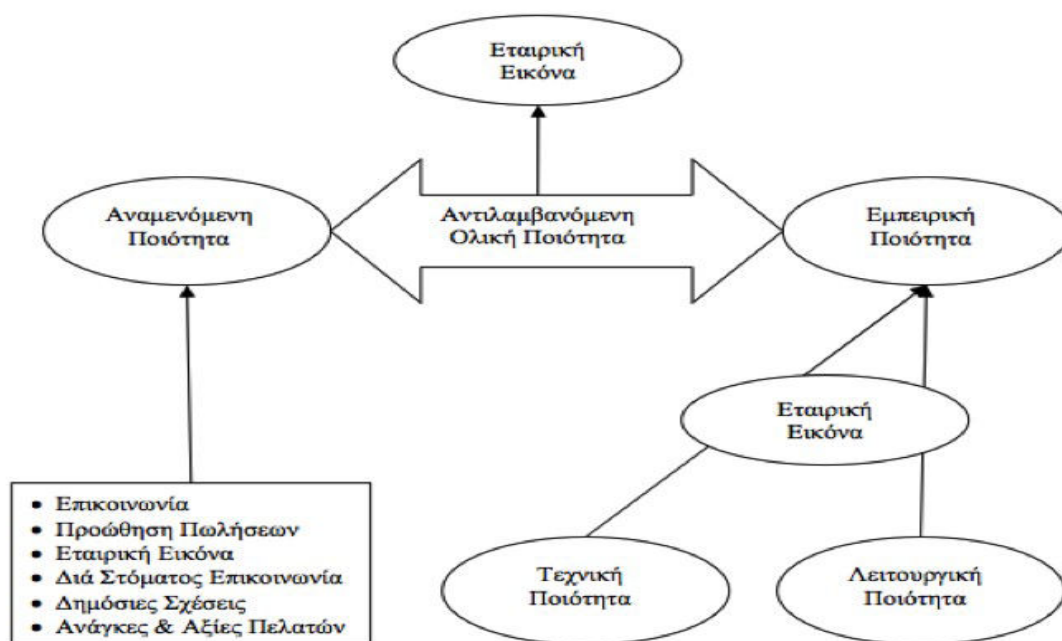 Εταιρική
Εικόνα
Αναμενόμενη
Ποιότητα
Αντιλαμβανόμενη
Ολική Ποιότητα
Εμπειρική
Ποιότητα
Εταιρική
Εικόνα
• Επικοινωνία
• Προώθηση Πωλήσεων
• Εταιρική Εικόνα
• Διά Στόματος Επικοινωνία
• Δημόσιες Σχέσεις
• Ανάγκες & Αξίες Πελατών
Τεχνική
Ποιότητα
Λειτουργική
Ποιότητα